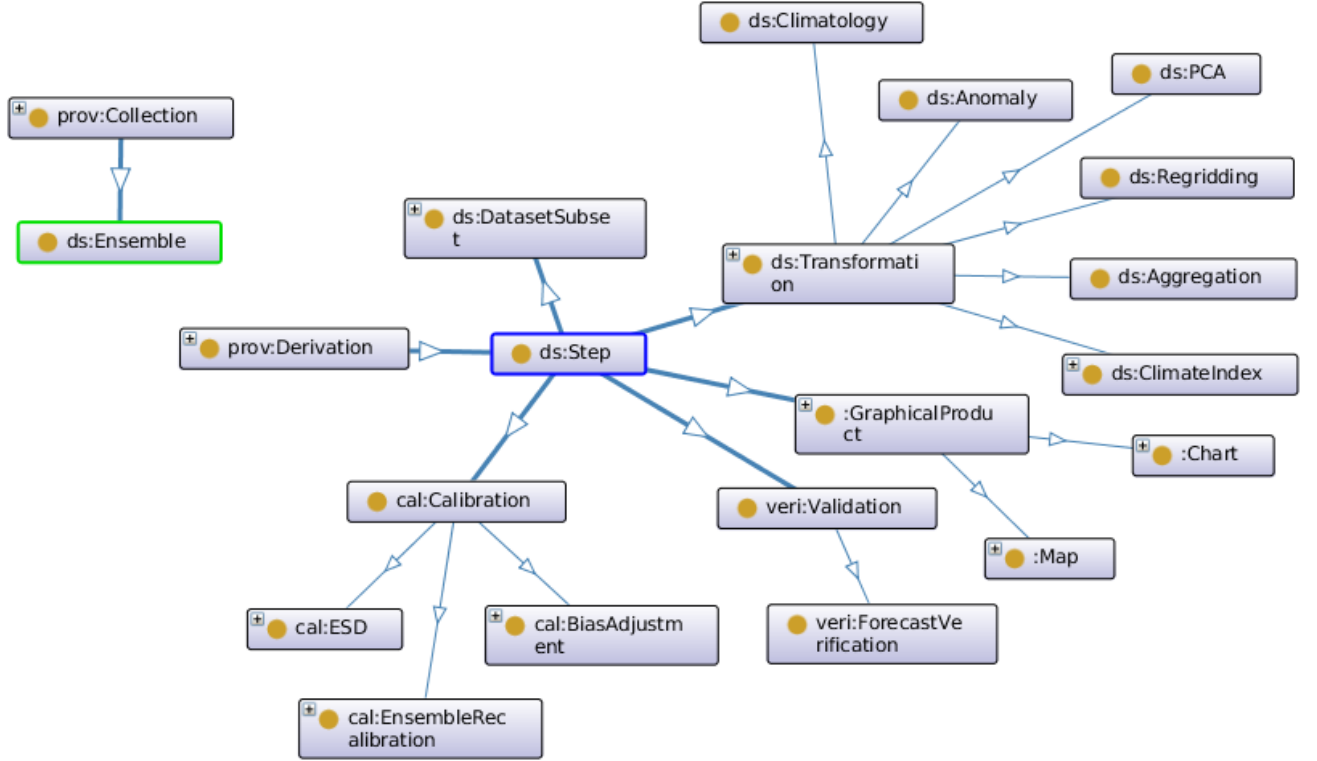 ds:Climatology
ds:PCA
ds:Anomaly
prov:Collection
ds:Regridding
ds:DatasetSubse
t
ds:Ensemble
ds:Transformati
on
ds:Aggregation
prov:Derivation
ds:Step
ds:ClimateIndex
:GraphicalProdu
ct
:Chart
cal:Calibration
veri:Validation
:Map
cal:ESD
cal:BiasAdjustm
ent
veri:ForecastVe
rification
cal:EnsembleRec
alibration